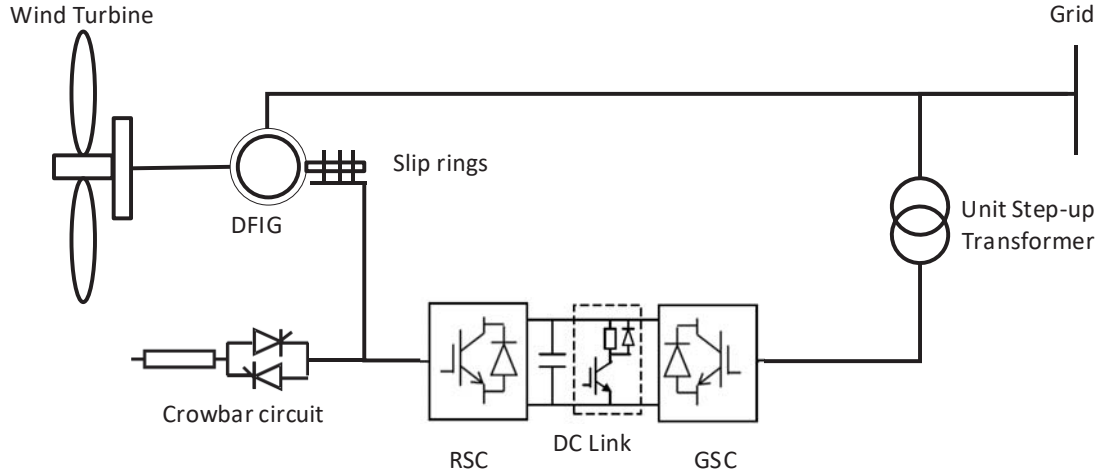 Wind Turbine
Grid
Slip rings
DFIG
Unit Step-up
Transformer
Crowbar circuit
DC Link
RSC
GSC